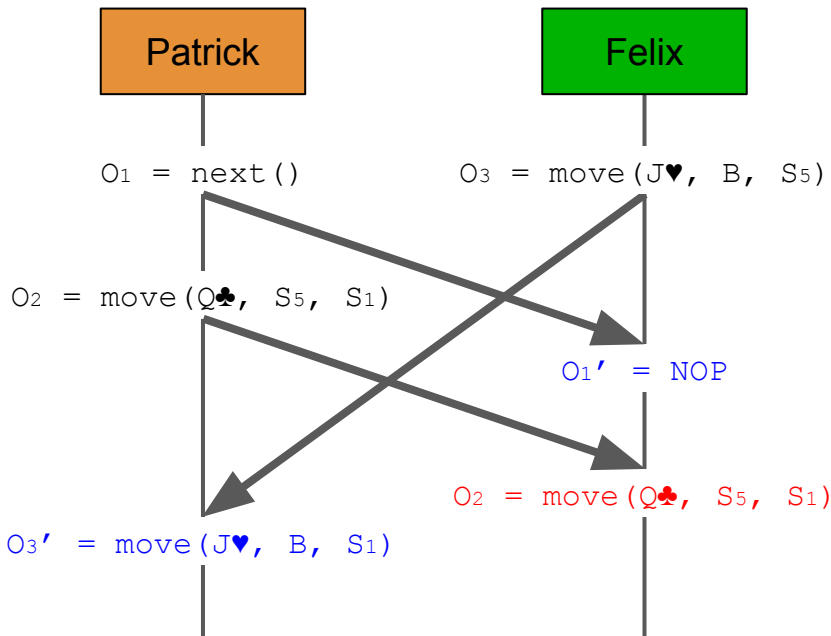 Patrick
Felix
O1 = next()
O3 = move(J♥, B, S5)
O2 = move(Q♣, S5, S1)
O1′ = NOP
O2 = move(Q♣, S5, S1)
O3′ = move(J♥, B, S1)